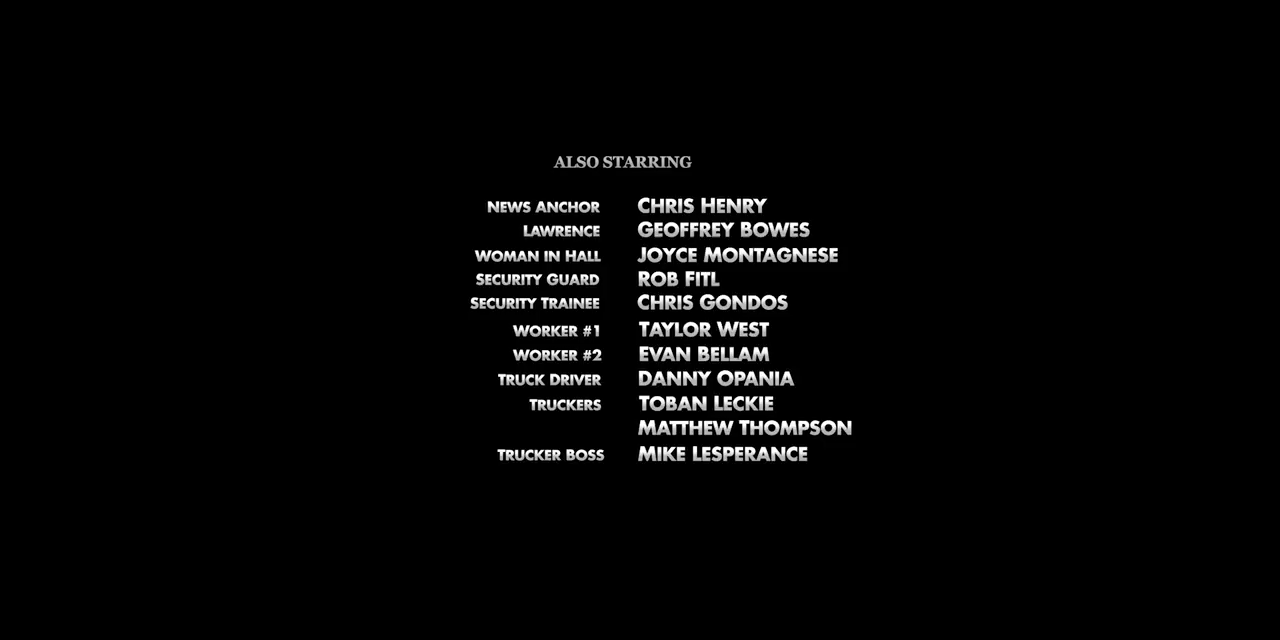 ALSO STARRING
NEWS ANCHOR CHRIS HENRY
LAWRENCE GEOFFREY BOWES
WOMAN IN HALL JOYCE MONTAGNESE
SECURITY GUARD ROB FITL
SECURITY TRAINEE CHRIS GONDOS
WORKER #1 TAYLOR WEST
WORKER #2 EVAN BELLAM
TRUCK DRIVER DANNY OPANIA
TRUCKERS TOBAN LECKIE
MATTHEW THOMPSON
TRUCKER BOSS MIKE LESPERANCE